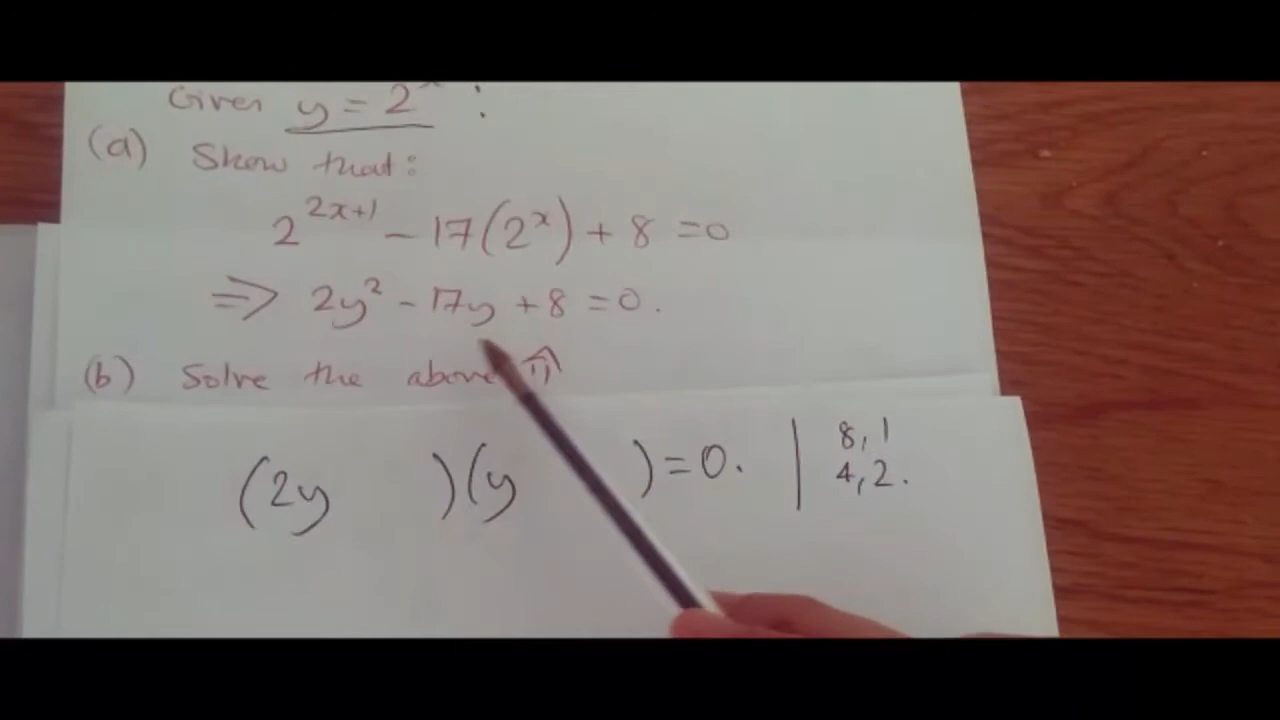 Given y = 2ˣ :
(a) Show that:
2²ˣ⁺¹ - 17(2ˣ) + 8 = 0
⇒ 2y² - 17y + 8 = 0.
(b) Solve the above ⇑
(2y )(y ) = 0. | 8, 1
4, 2.